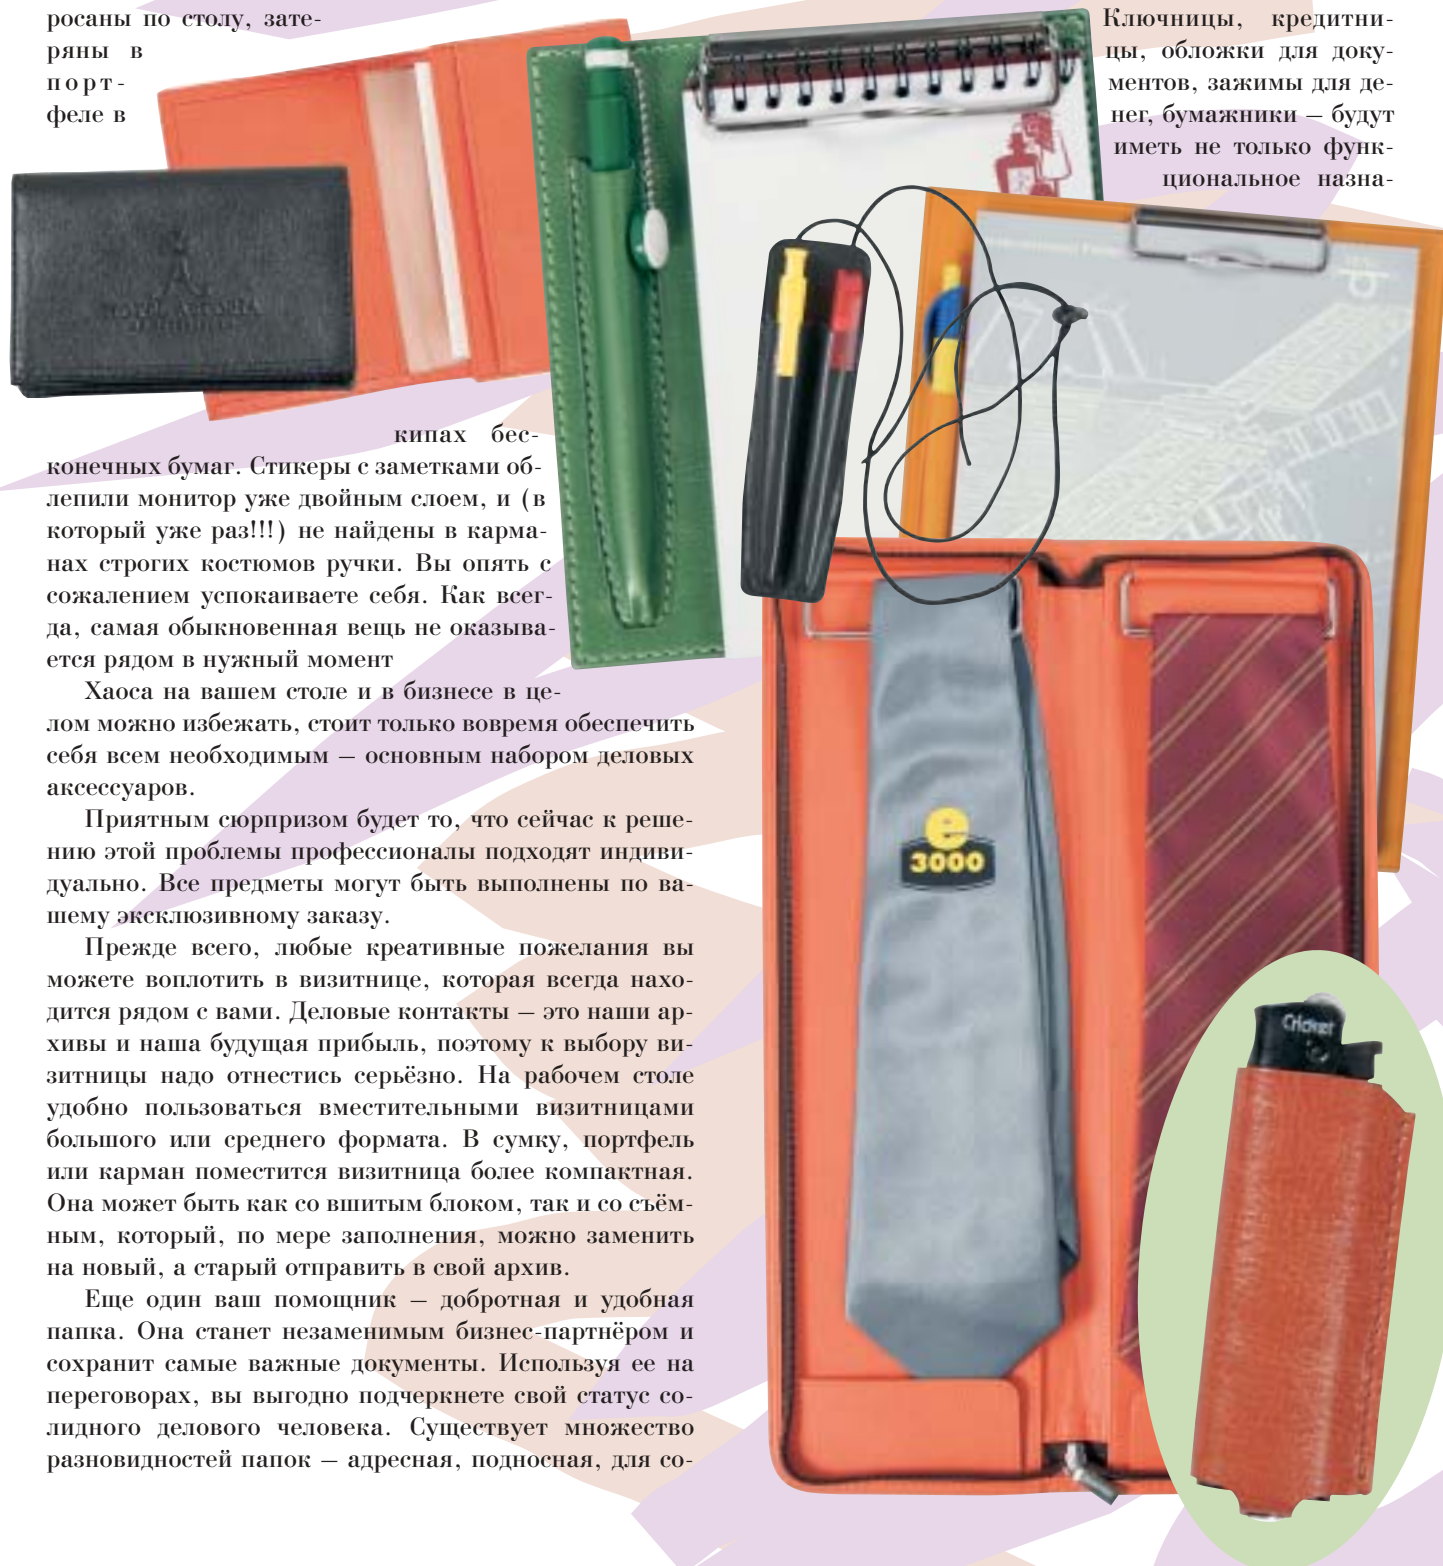 росаны по столу, зате-
ряны в
порт-
феле в
кипах бес-
конечных бумаг. Стикеры с заметками об-
лепили монитор уже двойным слоем, и (в
который уже раз!!!) не найдены в карма-
нах строгих костюмов ручки. Вы опять с
сожалением успокаиваете себя. Как всег-
да, самая обыкновенная вещь не оказыва-
ется рядом в нужный момент
Хаоса на вашем столе и в бизнесе в це-
лом можно избежать, стоит только вовремя обеспечить
себя всем необходимым — основным набором деловых
аксессуаров.
Приятным сюрпризом будет то, что сейчас к реше-
нию этой проблемы профессионалы подходят индиви-
дуально. Все предметы могут быть выполнены по ва-
шему эксклюзивному заказу.
Прежде всего, любые креативные пожелания вы
можете воплотить в визитнице, которая всегда нахо-
дится рядом с вами. Деловые контакты — это наши ар-
хивы и наша будущая прибыль, поэтому к выбору ви-
зитницы надо отнестись серьёзно. На рабочем столе
удобно пользоваться вместительными визитницами
большого или среднего формата. В сумку, портфель
или карман поместится визитница более компактная.
Она может быть как со вшитым блоком, так и со съём-
ным, который, по мере заполнения, можно заменить
на новый, а старый отправить в свой архив.
Еще один ваш помощник — добротная и удобная
папка. Она станет незаменимым бизнес-партнёром и
сохранит самые важные документы. Используя ее на
переговорах, вы выгодно подчеркнете свой статус со-
лидного делового человека. Существует множество
разновидностей папок — адресная, подносная, для со-
Ключницы, кредитни-
цы, обложки для доку-
ментов, зажимы для де-
нег, бумажники — будут
иметь не только функ-
циональное назна-
e
3000
Cricket